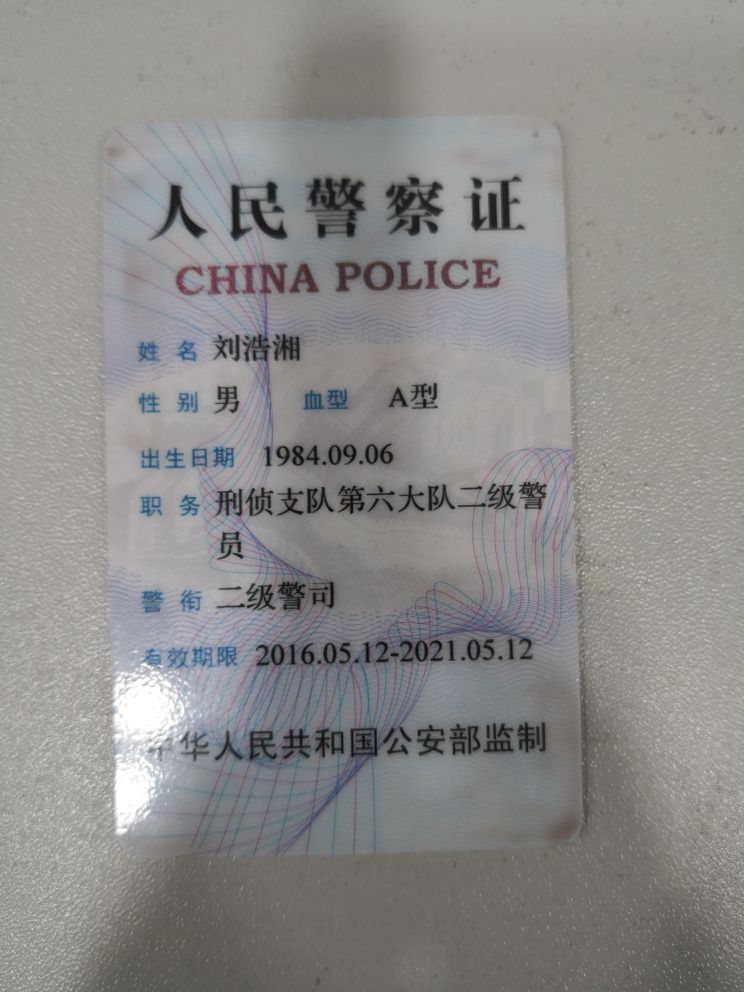 人民警察证
CHINA POLICE
姓名 刘浩湘
性别 男 血型 A型
出生日期 1984.09.06
职务 刑侦支队第六大队二级警
员
警衔 二级警司
有效期限 2016.05.12-2021.05.12
中华人民共和国公安部监制